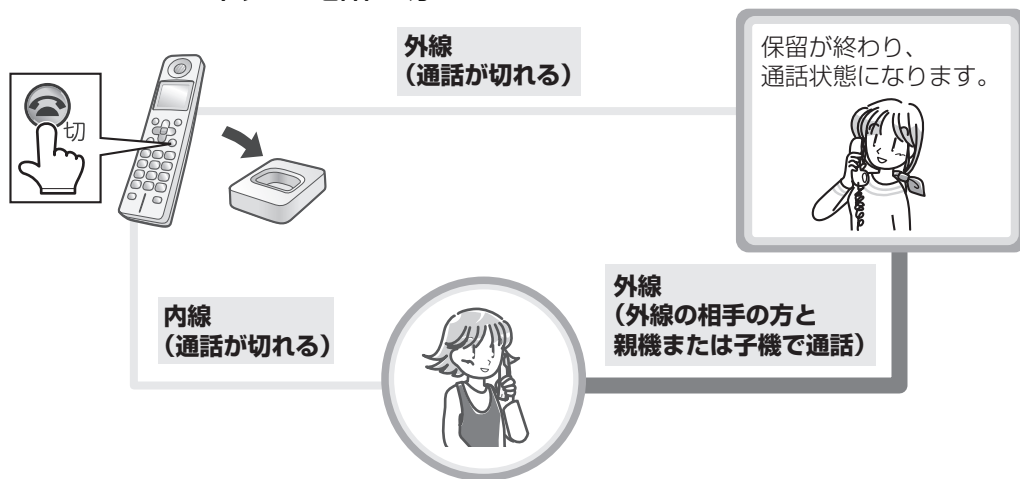 外線
（通話が切れる）
保留が終わり、
通話状態になります。
切
内線
（通話が切れる）
外線
（外線の相手の方と
親機または子機で通話）